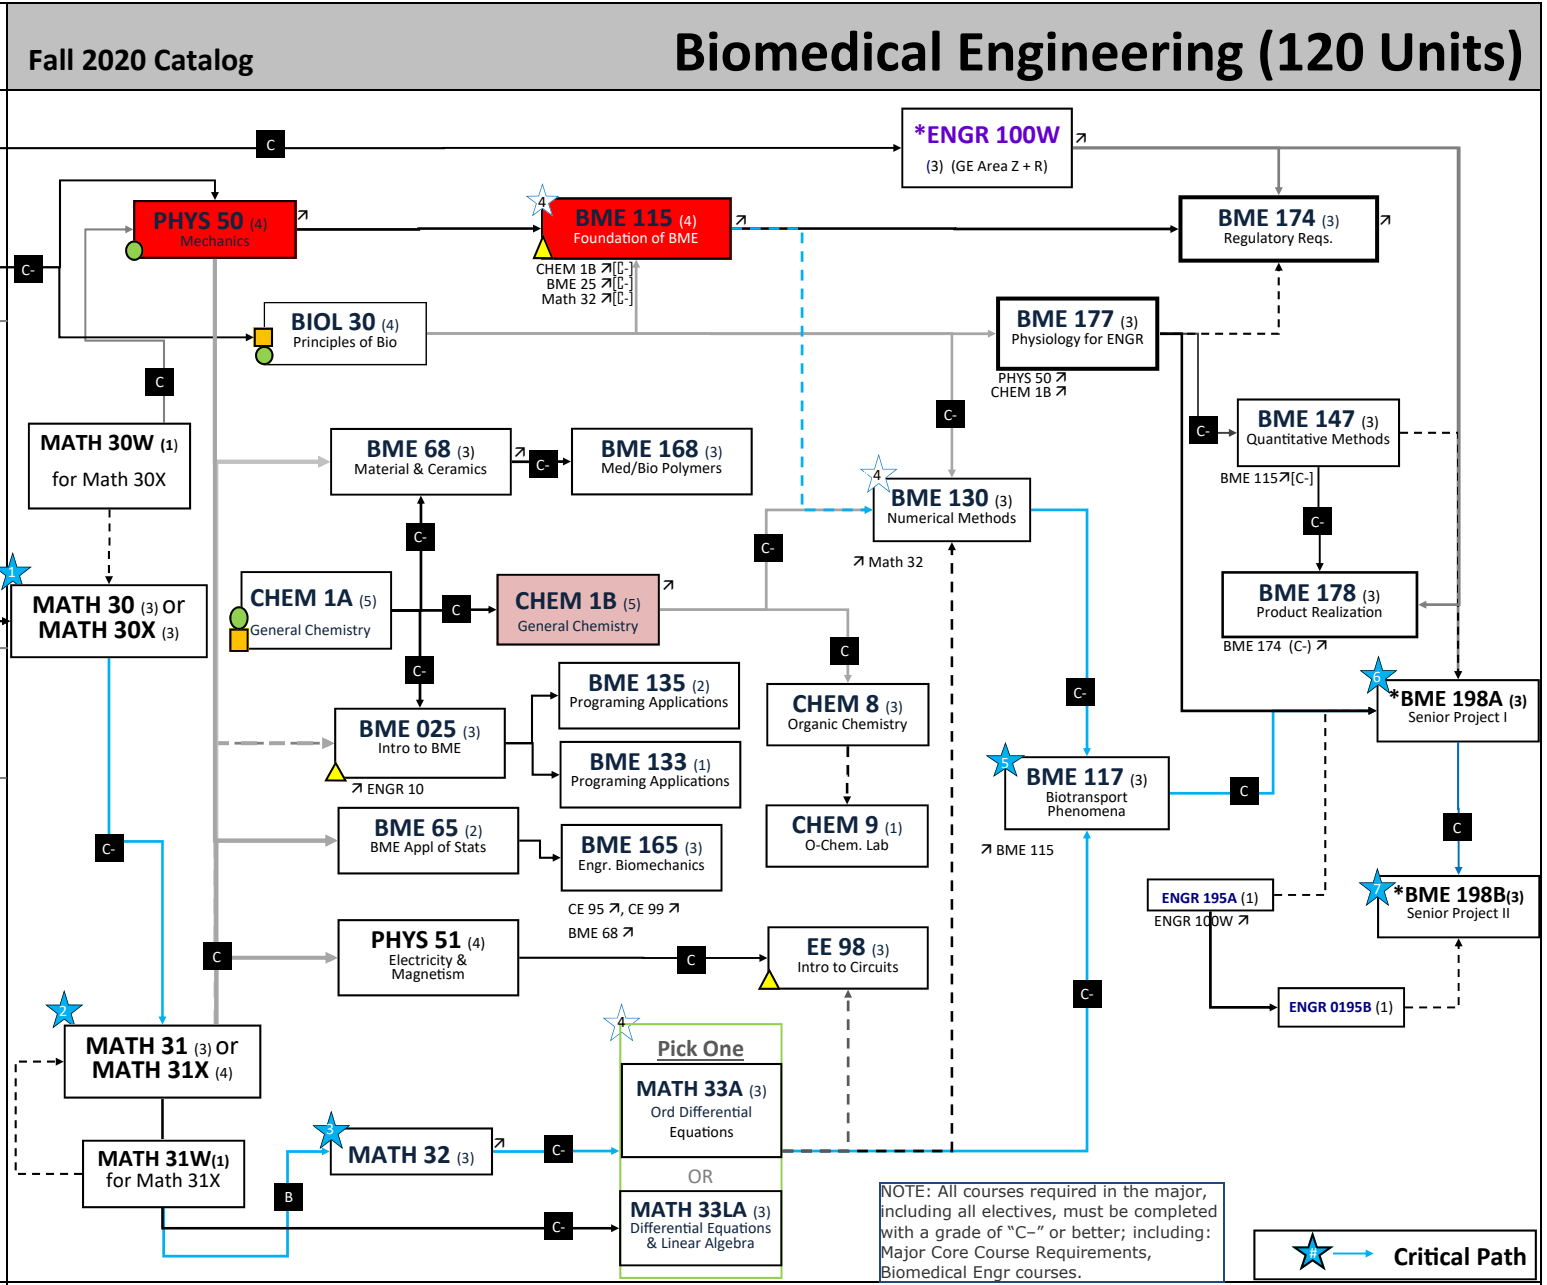 Fall 2020 Catalog
Biomedical Engineering (120 Units)
C
*ENGR 100W
(3) (GE Area Z + R)
PHYS 50 (4)
Mechanics
4
BME 115 (4)
Foundation of BME
CHEM 1B [C-]
BME 25 [C-]
Math 32 [C-]
BME 174 (3)
Regulatory Reqs.
C-
BIOL 30 (4)
Principles of Bio
BME 177 (3)
Physiology for ENGR
PHYS 50
CHEM 1B
C
C-
C-
BME 147 (3)
Quantitative Methods
BME 115 [C-]
MATH 30W (1)
for Math 30X
BME 68 (3)
Material & Ceramics
C-
BME 168 (3)
Med/Bio Polymers
4
BME 130 (3)
Numerical Methods
Math 32
C-
C-
C-
1
MATH 30 (3) or
MATH 30X (3)
CHEM 1A (5)
General Chemistry
C
CHEM 1B (5)
General Chemistry
BME 178 (3)
Product Realization
BME 174 (C-)
C-
C
BME 135 (2)
Programing Applications
CHEM 8 (3)
Organic Chemistry
C-
6
*BME 198A (3)
Senior Project I
BME 025 (3)
Intro to BME
ENGR 10
BME 133 (1)
Programing Applications
5
BME 117 (3)
Biotransport
Phenomena
BME 115
C
C-
BME 65 (2)
BME Appl of Stats
BME 165 (3)
Engr. Biomechanics
CE 95 , CE 99
BME 68
CHEM 9 (1)
O-Chem. Lab
C
ENGR 195A (1)
ENGR 100W
7
*BME 198B(3)
Senior Project II
C
PHYS 51 (4)
Electricity &
Magnetism
C
EE 98 (3)
Intro to Circuits
C-
ENGR 0195B (1)
2
MATH 31 (3) or
MATH 31X (4)
4
Pick One
MATH 33A (3)
Ord Differential
Equations
OR
MATH 33LA (3)
Differential Equations
& Linear Algebra
MATH 31W(1)
for Math 31X
3
MATH 32 (3)
C-
B
C-
NOTE: All courses required in the major,
including all electives, must be completed
with a grade of “C–” or better; including:
Major Core Course Requirements,
Biomedical Engr courses.
#
Critical Path